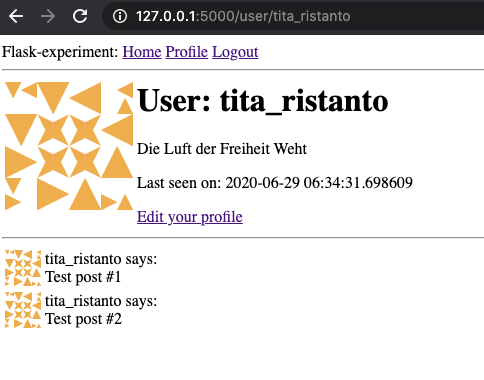 127.0.0.1:5000/user/tita_ristanto
Flask-experiment: Home Profile Logout
User: tita_ristanto
Die Luft der Freiheit Weht
Last seen on: 2020-06-29 06:34:31.698609
Edit your profile
tita_ristanto says:
Test post #1
tita_ristanto says:
Test post #2